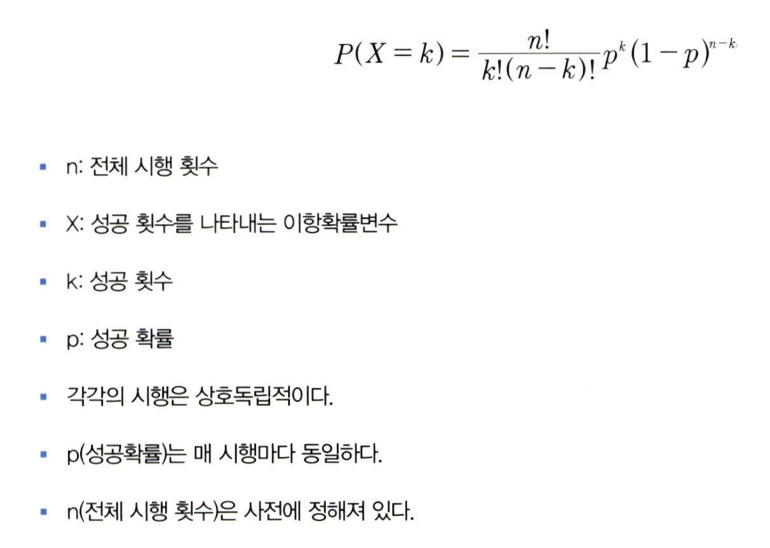 P(X = k) = n! / k!(n − k)! p^k (1 − p)^{n−k}
▪ n: 전체 시행 횟수
▪ X: 성공 횟수를 나타내는 이항확률변수
▪ k: 성공 횟수
▪ p: 성공 확률
▪ 각각의 시행은 상호독립적이다.
▪ p(성공확률)는 매 시행마다 동일하다.
▪ n(전체 시행 횟수)은 사전에 정해져 있다.